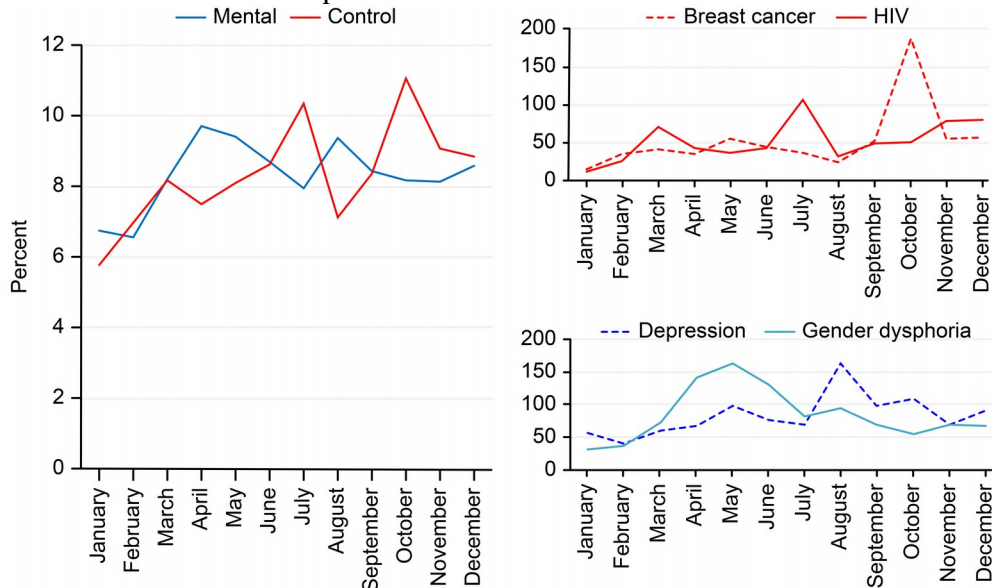 Mental Control
12
10
8
6
4
2
0
Percent
January
February
March
April
May
June
July
August
September
October
November
December
Breast cancer HIV
200
150
100
50
0
January
February
March
April
May
June
July
August
September
October
November
December
Depression Gender dysphoria
200
150
100
50
0
January
February
March
April
May
June
July
August
September
October
November
December